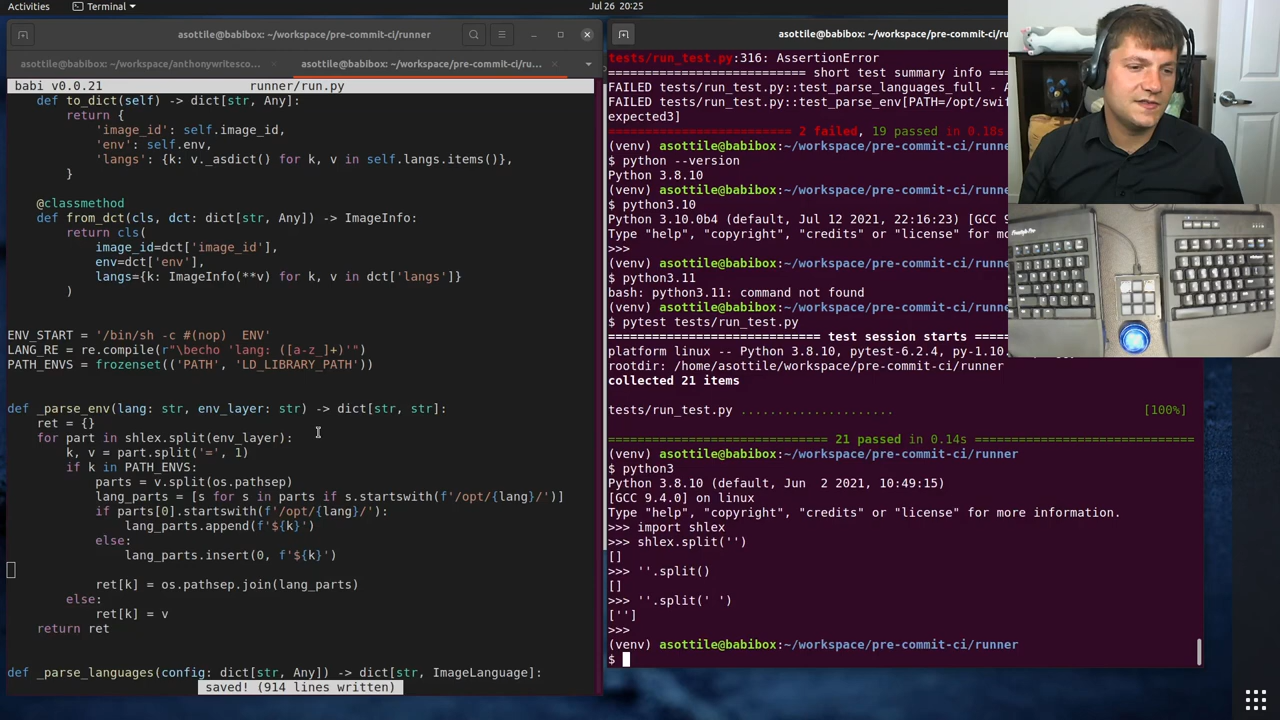 Activities
Terminal
Jul 26 20:25
asottile@babibox: ~/workspace/pre-commit-ci/runner
asottile@babibox: ~/workspace/anthonywritesco...
asottile@babibox: ~/workspace/pre-commit-ci/ru...
babi v0.0.21 runner/run.py
    def to_dict(self) -> dict[str, Any]:
        return {
            'image_id': self.image_id,
            'env': self.env,
            'langs': {k: v._asdict() for k, v in self.langs.items()},
        }
    @classmethod
    def from_dct(cls, dct: dict[str, Any]) -> ImageInfo:
        return cls(
            image_id=dct['image_id'],
            env=dct['env'],
            langs={k: ImageInfo(**v) for k, v in dct['langs']}
        )
ENV_START = '/bin/sh -c #(nop)  ENV'
LANG_RE = re.compile(r"\becho 'lang: ([a-z_]+)'")
PATH_ENVS = frozenset(('PATH', 'LD_LIBRARY_PATH'))
def _parse_env(lang: str, env_layer: str) -> dict[str, str]:
    ret = {}
    for part in shlex.split(env_layer):
        k, v = part.split('=', 1)
        if k in PATH_ENVS:
            parts = v.split(os.pathsep)
            lang_parts = [s for s in parts if s.startswith(f'/opt/{lang}/')]
            if parts[0].startswith(f'/opt/{lang}/'):
                lang_parts.append(f'${k}')
            else:
                lang_parts.insert(0, f'${k}')
            ret[k] = os.pathsep.join(lang_parts)
        else:
            ret[k] = v
    return ret
def _parse_languages(config: dict[str, Any]) -> dict[str, ImageLanguage]:
saved! (914 lines written)
asottile@babibox: ~/workspace/pre-commit-ci/runner
tests/run_test.py:316: AssertionError
========================= short test summary info ==
FAILED tests/run_test.py::test_parse_languages_full - A
FAILED tests/run_test.py::test_parse_env[PATH=/opt/swif
expected3]
========================= 2 failed, 19 passed in 0.18s
(venv) asottile@babibox:~/workspace/pre-commit-ci/runne
$ python --version
Python 3.8.10
(venv) asottile@babibox:~/workspace/pre-commit-ci/runne
$ python3.10
Python 3.10.0b4 (default, Jul 12 2021, 22:16:23) [GCC 9
Type "help", "copyright", "credits" or "license" for mo
>>>
(venv) asottile@babibox:~/workspace/pre-commit-ci/runne
$ python3.11
bash: python3.11: command not found
(venv) asottile@babibox:~/workspace/pre-commit-ci/runne
$ pytest tests/run_test.py
============================ test session starts ===
platform linux -- Python 3.8.10, pytest-6.2.4, py-1.10.
rootdir: /home/asottile/workspace/pre-commit-ci/runner
collected 21 items
tests/run_test.py ..................... [100%]
============================== 21 passed in 0.14s ==============================
(venv) asottile@babibox:~/workspace/pre-commit-ci/runner
$ python3
Python 3.8.10 (default, Jun  2 2021, 10:49:15)
[GCC 9.4.0] on linux
Type "help", "copyright", "credits" or "license" for more information.
>>> import shlex
>>> shlex.split('')
[]
>>> ''.split()
[]
>>> ''.split(' ')
['']
>>>
(venv) asottile@babibox:~/workspace/pre-commit-ci/runner
$